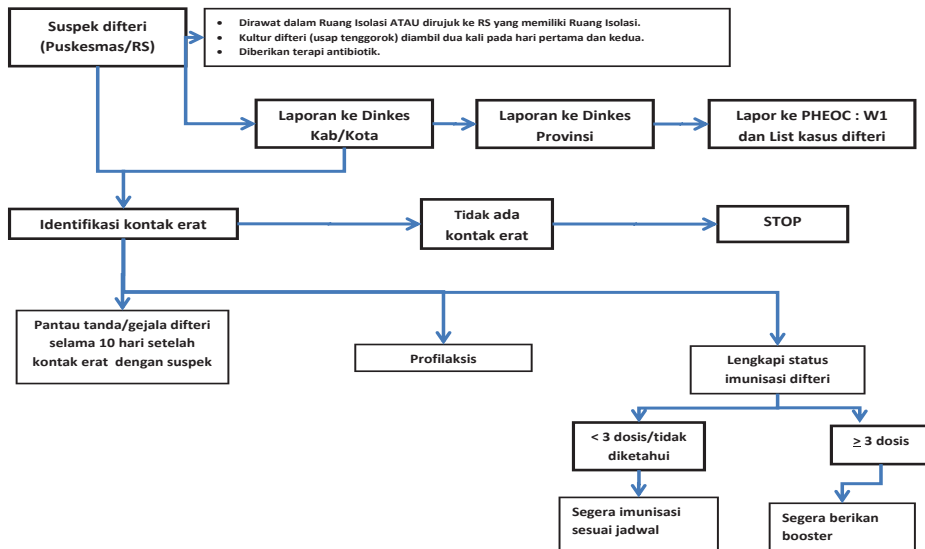 Suspek difteri
(Puskesmas/RS)
• Dirawat dalam Ruang Isolasi ATAU dirujuk ke RS yang memiliki Ruang Isolasi.
• Kultur difteri (usap tenggorok) diambil dua kali pada hari pertama dan kedua.
• Diberikan terapi antibiotik.
Laporan ke Dinkes
Kab/Kota
Laporan ke Dinkes
Provinsi
Lapor ke PHEOC : W1
dan List kasus difteri
Identifikasi kontak erat
Tidak ada
kontak erat
STOP
Pantau tanda/gejala difteri
selama 10 hari setelah
kontak erat dengan suspek
Profilaksis
Lengkapi status
imunisasi difteri
< 3 dosis/tidak
diketahui
≥ 3 dosis
Segera imunisasi
sesuai jadwal
Segera berikan
booster